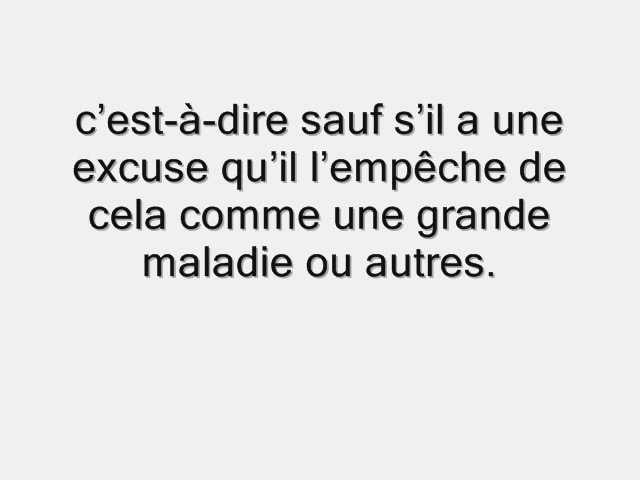 c’est-à-dire sauf s’il a une
excuse qu’il l’empêche de
cela comme une grande
maladie ou autres.